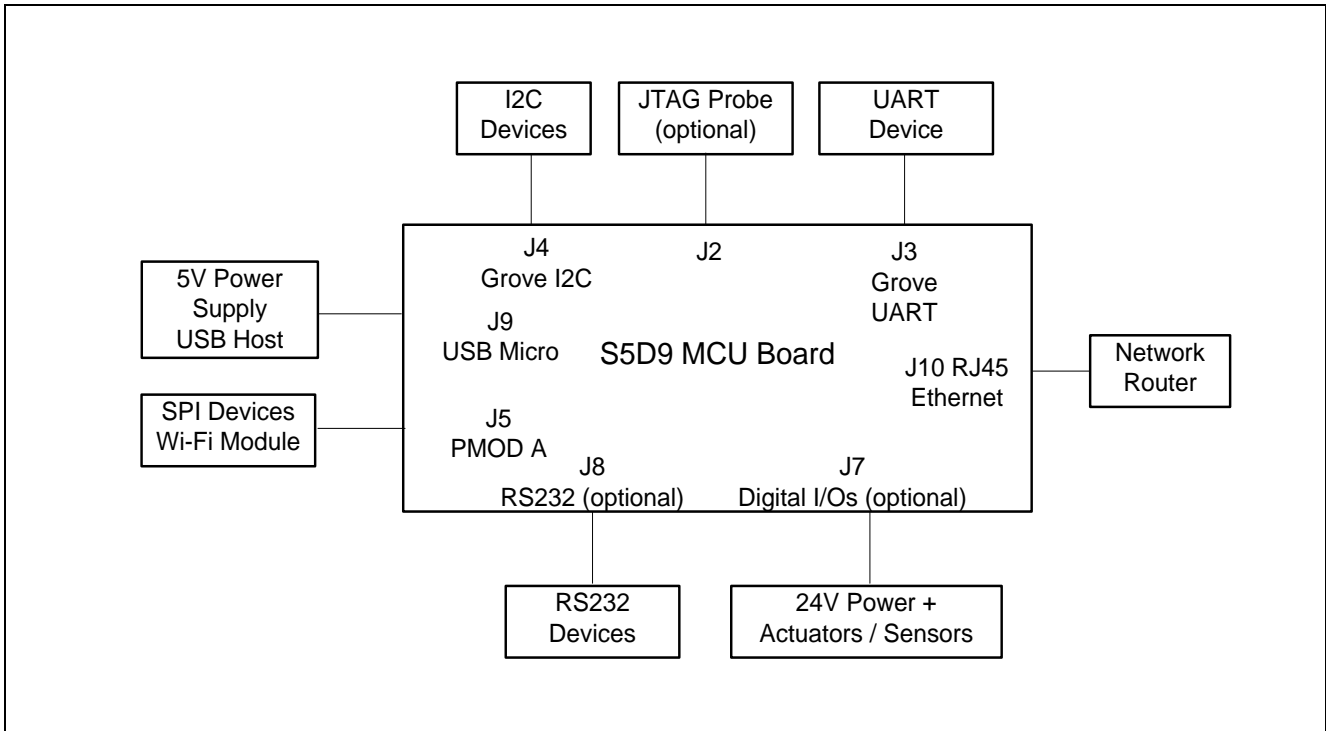 I2C
Devices
JTAG Probe
(optional)
UART
Device
J4
Grove I2C
J2
J3
Grove
UART
5V Power
Supply
USB Host
J9
USB Micro
S5D9 MCU Board
J10 RJ45
Ethernet
Network
Router
SPI Devices
Wi-Fi Module
J5
PMOD A
J8
RS232 (optional)
J7
Digital I/Os (optional)
RS232
Devices
24V Power +
Actuators / Sensors